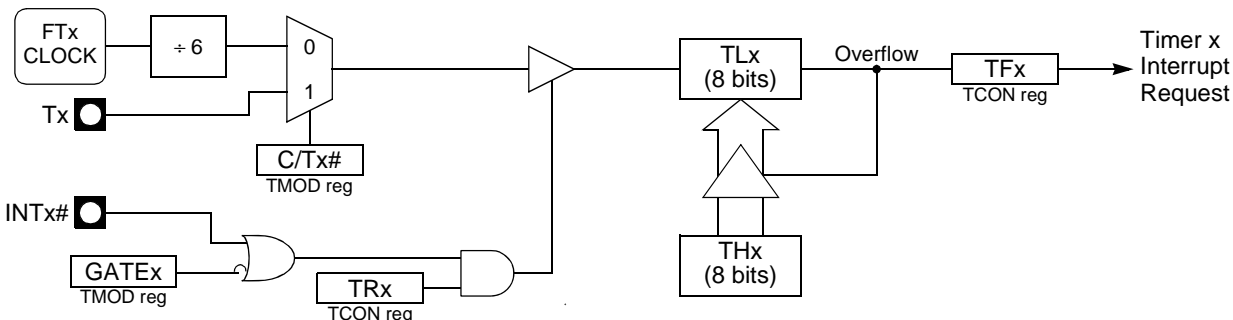 FTx
CLOCK
÷ 6
0
1
Tx
C/Tx#
TMOD reg
TLx
(8 bits)
Overflow
TFx
TCON reg
Timer x
Interrupt
Request
INTx#
GATEx
TMOD reg
TRx
TCON reg
THx
(8 bits)